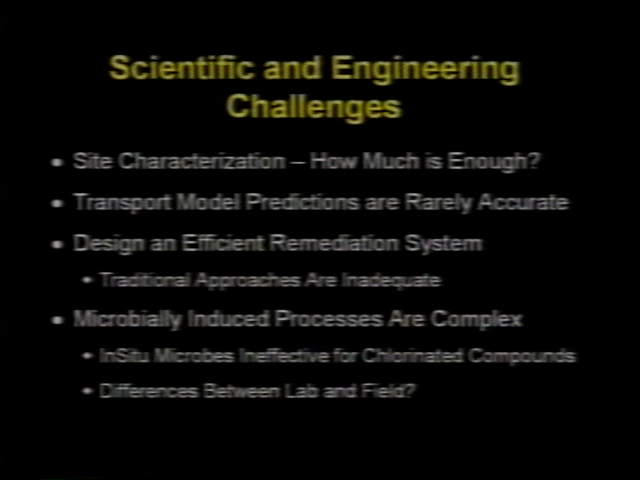 Scientific and Engineering
Challenges
• Site Characterization – How Much is Enough?
• Transport Model Predictions are Rarely Accurate
• Design an Efficient Remediation System
• Traditional Approaches Are Inadequate
• Microbially Induced Processes Are Complex
• InSitu Microbes Ineffective for Chlorinated Compounds
• Differences Between Lab and Field?